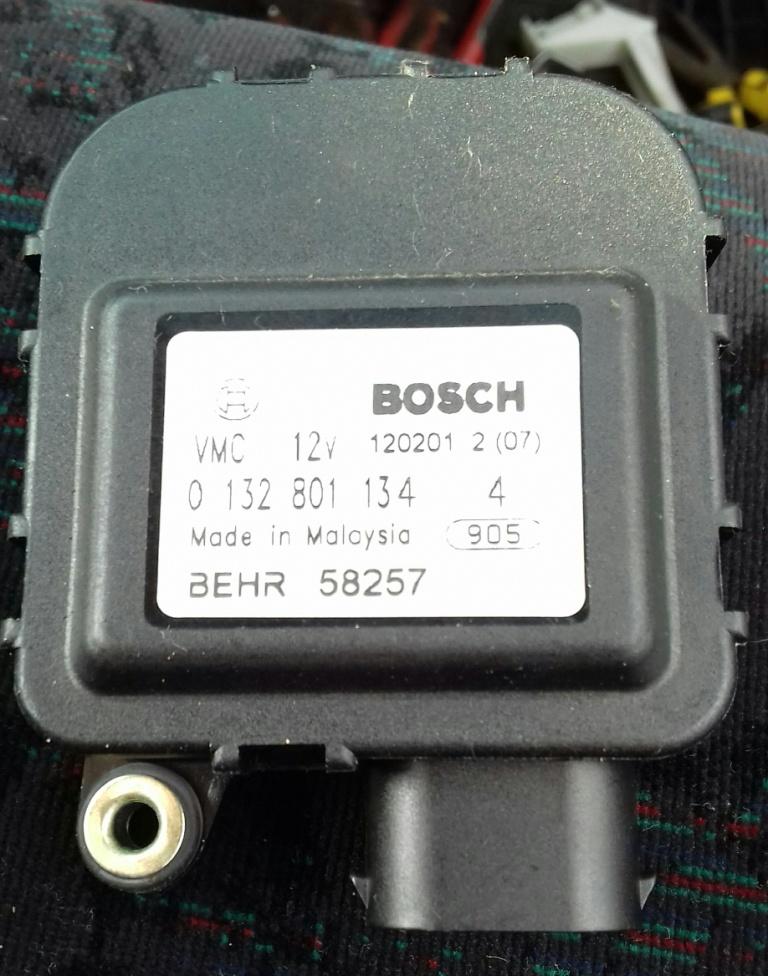 BOSCH
VMC 12v 120201 2 (07)
0 132 801 134 4
Made in Malaysia 905
BEHR 58257